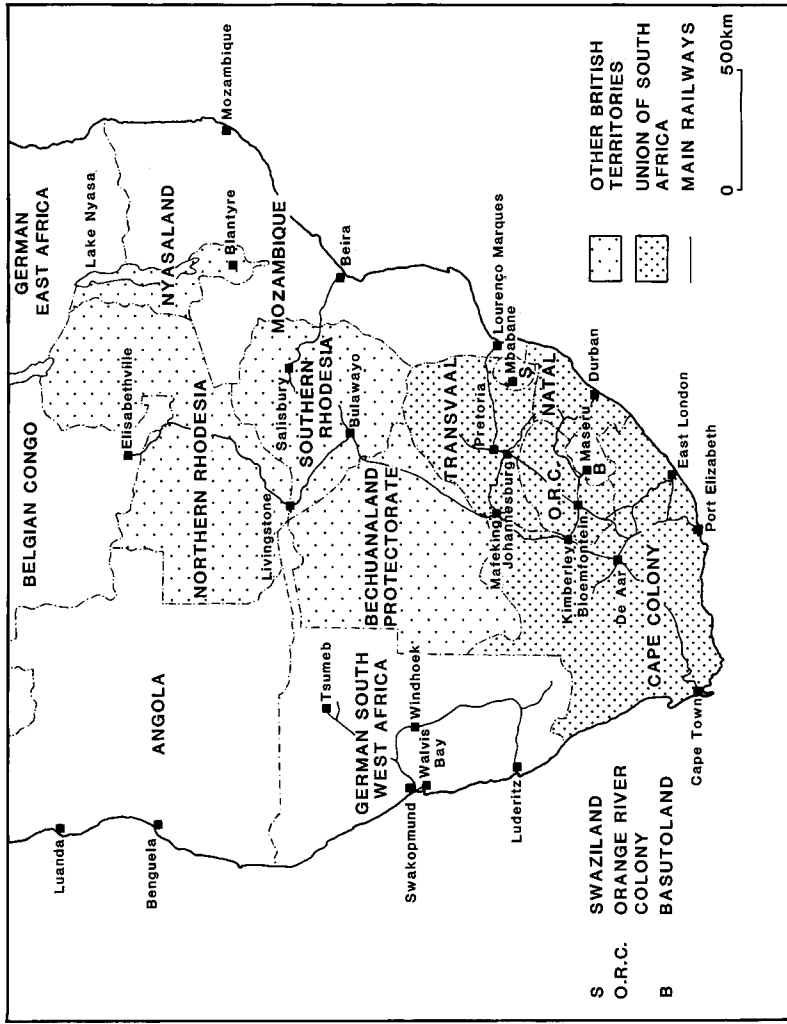 BELGIAN CONGO
GERMAN
EAST AFRICA
Luanda
Lake Nyasa
Elisabethville
Benguela
ANGOLA
NORTHERN RHODESIA
NYASALAND
Mozambique
Blantyre
Livingstone
Salisbury
MOZAMBIQUE
SOUTHERN
RHODESIA
Beira
Bulawayo
Tsumeb
GERMAN SOUTH
WEST AFRICA
BECHUANALAND
PROTECTORATE
Swakopmund
Windhoek
Walvis
Bay
TRANSVAAL
Pretoria
Lourenço Marques
Mafeking
Johannesburg
Mbabane
S
Luderitz
O.R.C.
NATAL
Kimberley
Bloemfontein
Maseru
B
Durban
De Aar
CAPE COLONY
East London
Cape Town
Port Elizabeth
S SWAZILAND
O.R.C. ORANGE RIVER
COLONY
B BASUTOLAND
OTHER BRITISH
TERRITORIES
UNION OF SOUTH
AFRICA
MAIN RAILWAYS
0 500km